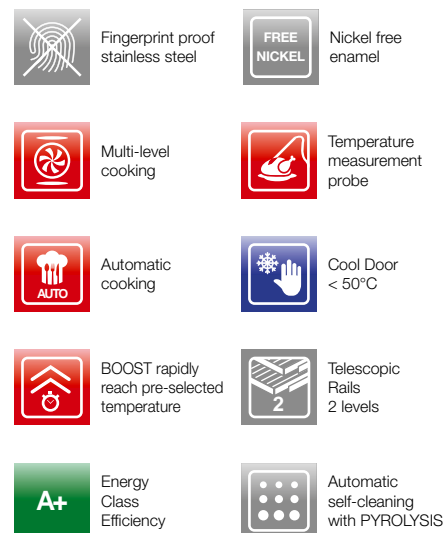 Fingerprint proof
stainless steel
FREE
NICKEL
Nickel free
enamel
Multi-level
cooking
Temperature
measurement
probe
AUTO
Automatic
cooking
Cool Door
< 50°C
BOOST rapidly
reach pre-selected
temperature
2
Telescopic
Rails
2 levels
A+
Energy
Class
Efficiency
Automatic
self-cleaning
with PYROLYSIS